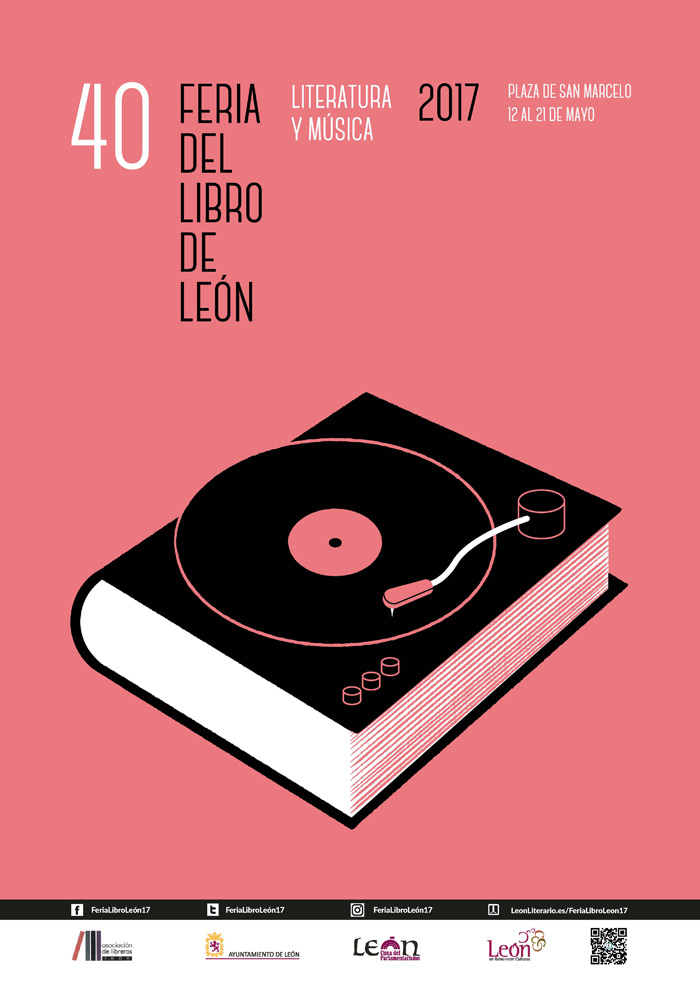 40
FERIA
DEL
LIBRO
DE
LEÓN
LITERATURA
Y MÚSICA
2017
PLAZA DE SAN MARCELO
12 AL 21 DE MAYO
FeriaLibroLeón17
FeriaLibroLeón17
FeriaLibroLeón17
LeonLiterario.es/FeriaLibroLeon17
asociación
de libreros
LEÓN
AYUNTAMIENTO DE LEÓN
LEÓN
Cuna del
Parlamentarismo
León